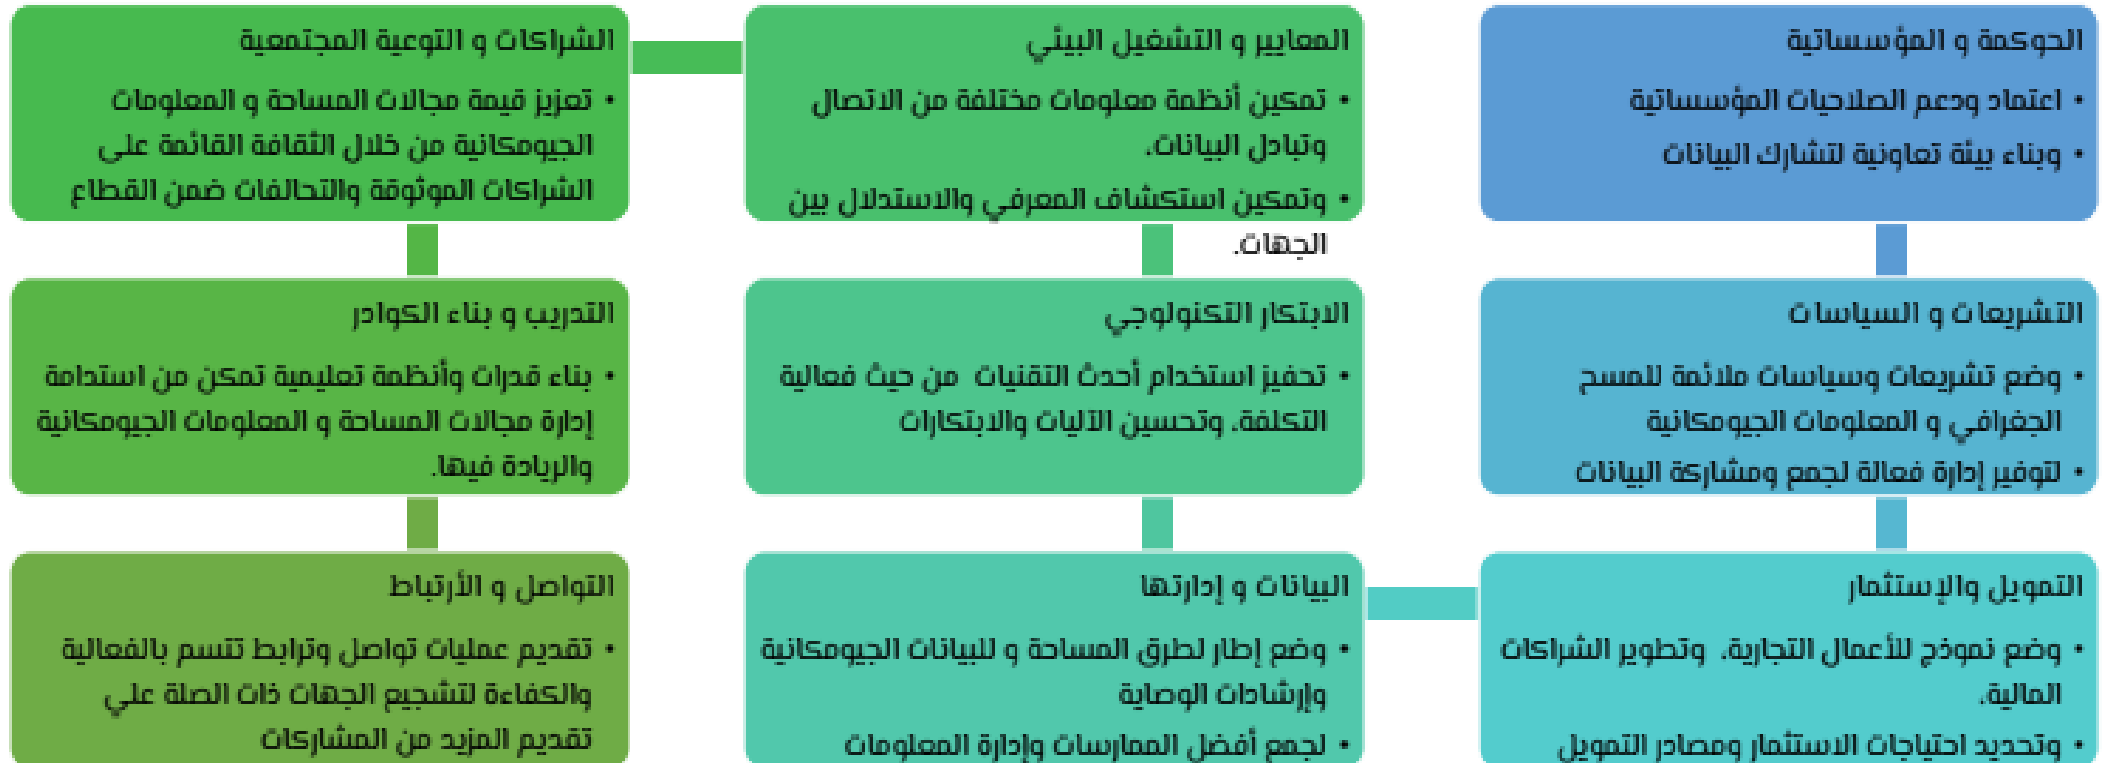 الحوكمة و المؤسساتية
• اعتماد ودعم الصلاحيات المؤسساتية
• وبناء بيئة تعاونية لتشارك البيانات
التشريعات و السياسات
• وضع تشريعات وسياسات ملائمة للمسح
الجغرافي و المعلومات الجيومكانية
• لتوفير إدارة فعالة لجمع ومشاركة البيانات
التمويل والإستثمار
• وضع نموذج للأعمال التجارية، وتطوير الشراكات
المالية،
• وتحديد احتياجات الاستثمار ومصادر التمويل
البيانات و إدارتها
• وضع إطار لطرق المساحة و للبيانات الجيومكانية
وإرشادات الوصاية
• لجمع أفضل الممارسات وإدارة المعلومات
الابتكار التكنولوجي
• تحفيز استخدام أحدث التقنيات من حيث فعالية
التكلفة، وتحسين الآليات والابتكارات
المعايير و التشغيل البيئي
• تمكين أنظمة معلومات مختلفة من الاتصال
وتبادل البيانات،
• وتمكين استكشاف المعرفي والاستدلال بين
الجهات.
الشراكات و التوعية المجتمعية
• تعزيز قيمة مجالات المساحة و المعلومات
الجيومكانية من خلال الثقافة القائمة على
الشراكات الموثوقة والتحالفات ضمن القطاع
التدريب و بناء الكوادر
• بناء قدرات وأنظمة تعليمية تمكن من استدامة
إدارة مجالات المساحة و المعلومات الجيومكانية
والريادة فيها.
التواصل و الأرتباط
• تقديم عمليات تواصل وترابط تتسم بالفعالية
والكفاءة لتشجيع الجهات ذات الصلة علي
تقديم المزيد من المشاركات